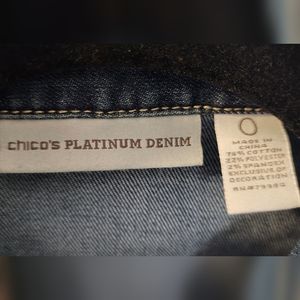 chico's PLATINUM DENIM
0
MADE IN
CHINA
76% COTTON
22% POLYESTER
2% SPANDEX
EXCLUSIVE OF
DECORATION